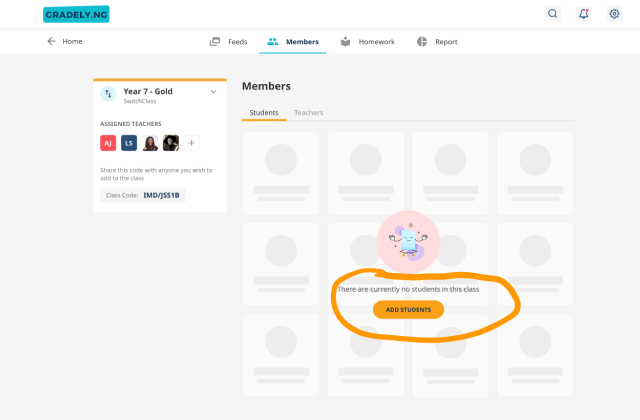 GRADELY.NG
Home
Feeds
Members
Homework
Report
Year 7 - Gold
SwitchClass
ASSIGNED TEACHERS
AJ
LS
Share this code with anyone you wish to
add to the class
Class Code: IMD/JSS1B
Members
Students
Teachers
There are currently no students in this class
ADD STUDENTS